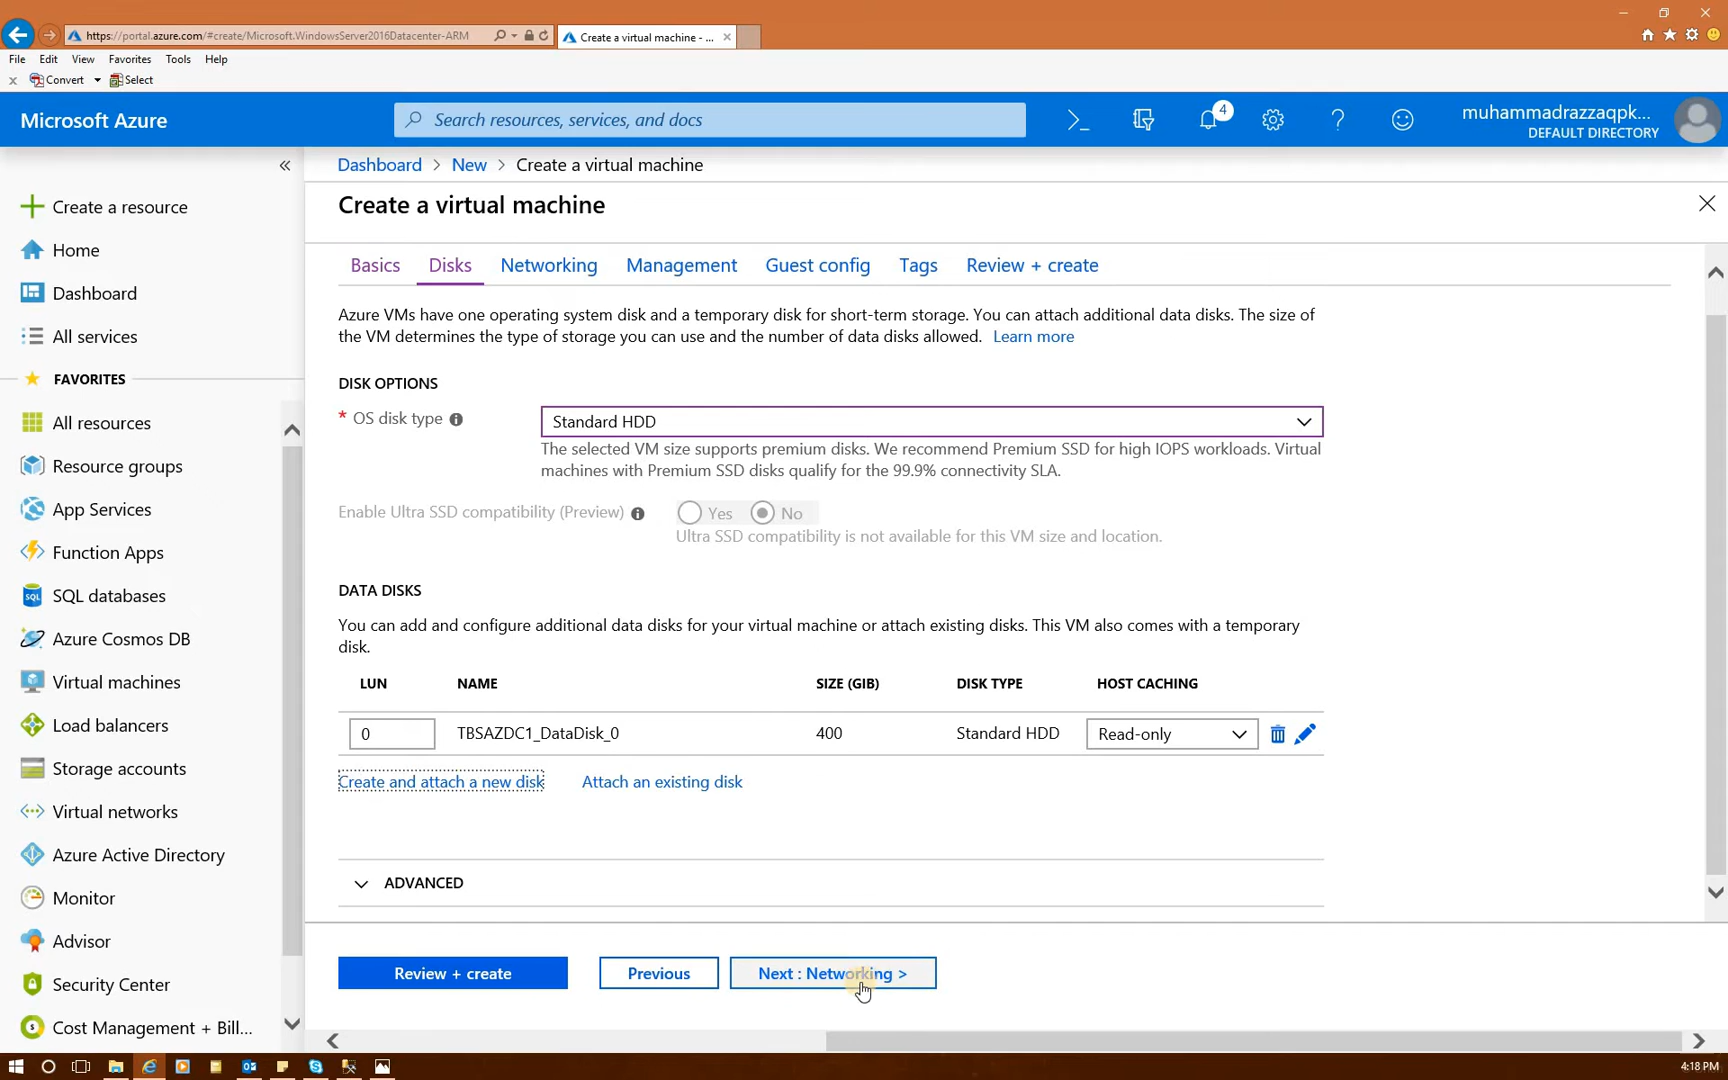 https://portal.azure.com/#create/Microsoft.WindowsServer2016Datacenter-ARM
Create a virtual machine - ...
File Edit View Favorites Tools Help
x Convert Select
Microsoft Azure
Search resources, services, and docs
4
muhammadrazzaqpk...
DEFAULT DIRECTORY
Dashboard > New > Create a virtual machine
Create a virtual machine
Create a resource
Home
Dashboard
All services
FAVORITES
All resources
Resource groups
App Services
Function Apps
SQL databases
Azure Cosmos DB
Virtual machines
Load balancers
Storage accounts
Virtual networks
Azure Active Directory
Monitor
Advisor
Security Center
Cost Management + Bill...
Basics Disks Networking Management Guest config Tags Review + create
Azure VMs have one operating system disk and a temporary disk for short-term storage. You can attach additional data disks. The size of
the VM determines the type of storage you can use and the number of data disks allowed. Learn more
DISK OPTIONS
* OS disk type Standard HDD
The selected VM size supports premium disks. We recommend Premium SSD for high IOPS workloads. Virtual
machines with Premium SSD disks qualify for the 99.9% connectivity SLA.
Enable Ultra SSD compatibility (Preview) Yes No
Ultra SSD compatibility is not available for this VM size and location.
DATA DISKS
You can add and configure additional data disks for your virtual machine or attach existing disks. This VM also comes with a temporary
disk.
LUN NAME SIZE (GIB) DISK TYPE HOST CACHING
0 TBSAZDC1_DataDisk_0 400 Standard HDD Read-only
Create and attach a new disk Attach an existing disk
ADVANCED
Review + create Previous Next : Networking >
4:18 PM